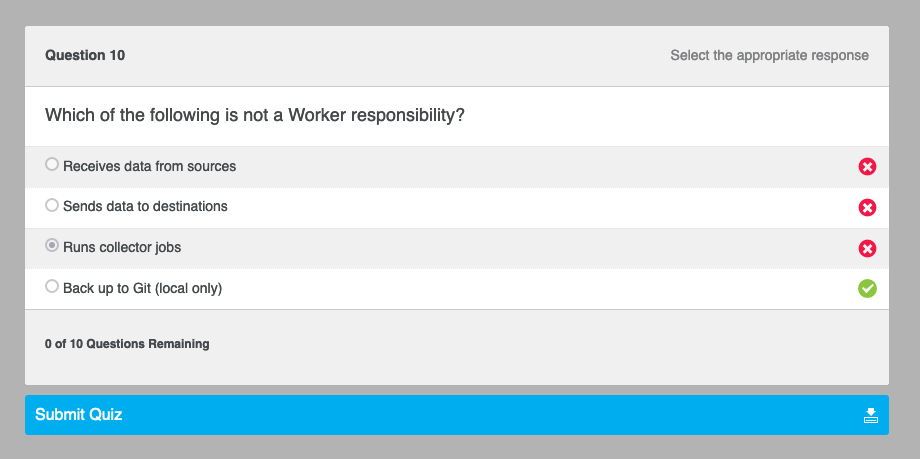 Question 10
Select the appropriate response
Which of the following is not a Worker responsibility?
Receives data from sources
Sends data to destinations
Runs collector jobs
Back up to Git (local only)
0 of 10 Questions Remaining
Submit Quiz